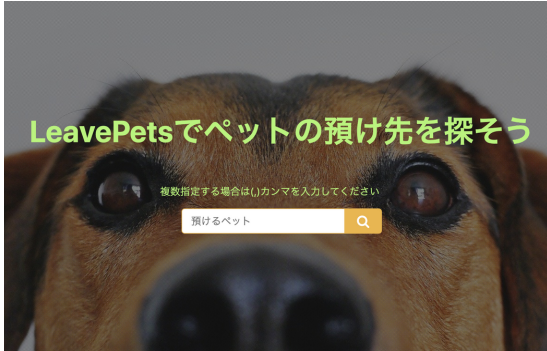 LeavePetsでペットの預け先を探そう
複数指定する場合は(,)カンマを入力してください
預けるペット